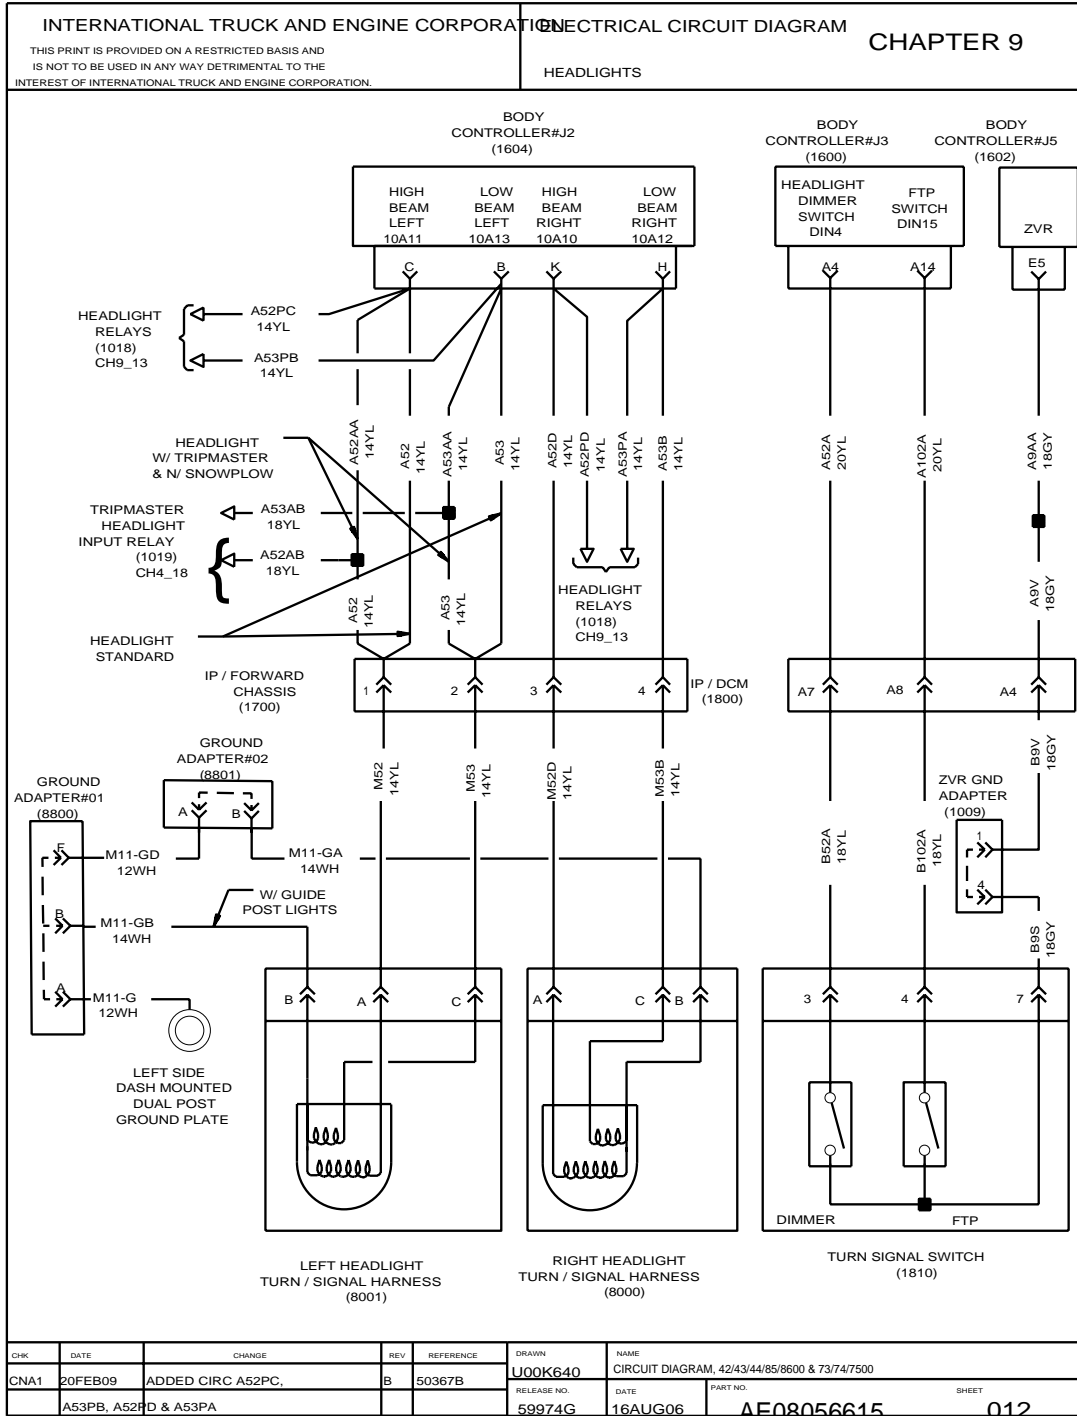 INTERNATIONAL TRUCK AND ENGINE CORPORATION
THIS PRINT IS PROVIDED ON A RESTRICTED BASIS AND
IS NOT TO BE USED IN ANY WAY DETRIMENTAL TO THE
INTEREST OF INTERNATIONAL TRUCK AND ENGINE CORPORATION.
ELECTRICAL CIRCUIT DIAGRAM
CHAPTER 9
HEADLIGHTS
BODY
CONTROLLER#J2
(1604)
BODY
CONTROLLER#J3
(1600)
BODY
CONTROLLER#J5
(1602)
HIGH
BEAM
LEFT
10A11
LOW
BEAM
LEFT
10A13
HIGH
BEAM
RIGHT
10A10
LOW
BEAM
RIGHT
10A12
HEADLIGHT
DIMMER
SWITCH
DIN4
FTP
SWITCH
DIN15
ZVR
C
B
K
H
A4
A14
E5
HEADLIGHT
RELAYS
(1018)
CH9_13
A52PC
14YL
A53PB
14YL
A52AA
14YL
A52
14YL
A53AA
14YL
A53
14YL
A52D
14YL
A52PD
14YL
A53PA
14YL
A53B
14YL
A52A
20YL
A102A
20YL
A9AA
18GY
HEADLIGHT
W/ TRIPMASTER
& N/ SNOWPLOW
TRIPMASTER
HEADLIGHT
INPUT RELAY
(1019)
CH4_18
A53AB
18YL
A52AB
18YL
HEADLIGHT
RELAYS
(1018)
CH9_13
A52
14YL
A53
14YL
A9V
18GY
HEADLIGHT
STANDARD
IP / FORWARD
CHASSIS
(1700)
1
2
3
4
IP / DCM
(1800)
A7
A8
A4
M52
14YL
M53
14YL
M52D
14YL
M53B
14YL
B9V
18GY
GROUND
ADAPTER#02
(8801)
A
B
GROUND
ADAPTER#01
(8800)
ZVR GND
ADAPTER
(1009)
1
4
B52A
18YL
B102A
18YL
B9S
18GY
F
M11-GD
12WH
M11-GA
14WH
W/ GUIDE
POST LIGHTS
B
M11-GB
14WH
A
M11-G
12WH
LEFT SIDE
DASH MOUNTED
DUAL POST
GROUND PLATE
B
A
C
A
C
B
3
4
7
DIMMER
FTP
LEFT HEADLIGHT
TURN / SIGNAL HARNESS
(8001)
RIGHT HEADLIGHT
TURN / SIGNAL HARNESS
(8000)
TURN SIGNAL SWITCH
(1810)
CHK
DATE
CHANGE
REV
REFERENCE
CNA1
20FEB09
ADDED CIRC A52PC,
B
50367B
A53PB, A52PD & A53PA
DRAWN
U00K640
NAME
CIRCUIT DIAGRAM, 42/43/44/85/8600 & 73/74/7500
RELEASE NO.
59974G
DATE
16AUG06
PART NO.
AE08056615
SHEET
012